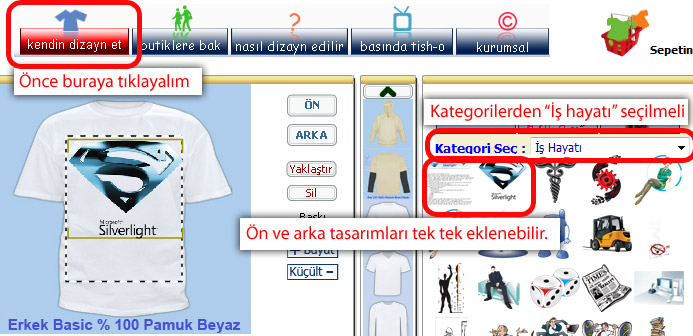 kendin dizayn et
butiklere bak
nasıl dizayn edilir
basında tish-o
kurumsal
Sepetin
Önce buraya tıklayalım
Kategorilerden “İş hayatı” seçilmeli
ÖN
ARKA
Kategori Seç :
İş Hayatı
Yaklaştır
Sil
Microsoft
Silverlight
Baskı
Ön ve arka tasarımları tek tek eklenebilir.
+ Büyüt
Küçült −
TIMES
Erkek Basic % 100 Pamuk Beyaz